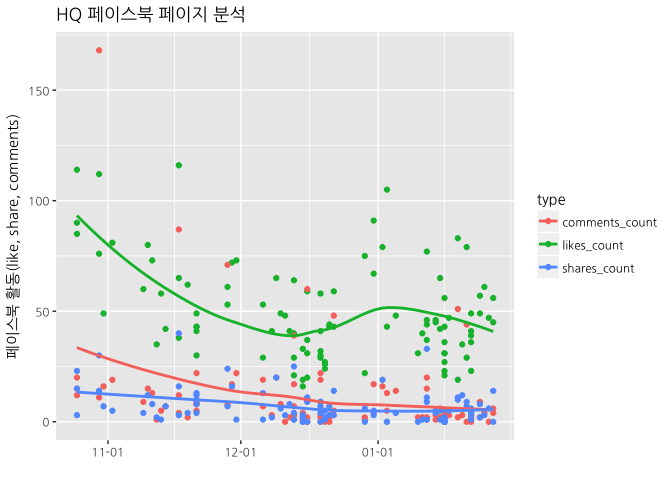 HQ 페이스북 페이지 분석
페이스북 활동(like, share, comments)
150
100
50
0
11-01 12-01 01-01
type
comments_count
likes_count
shares_count